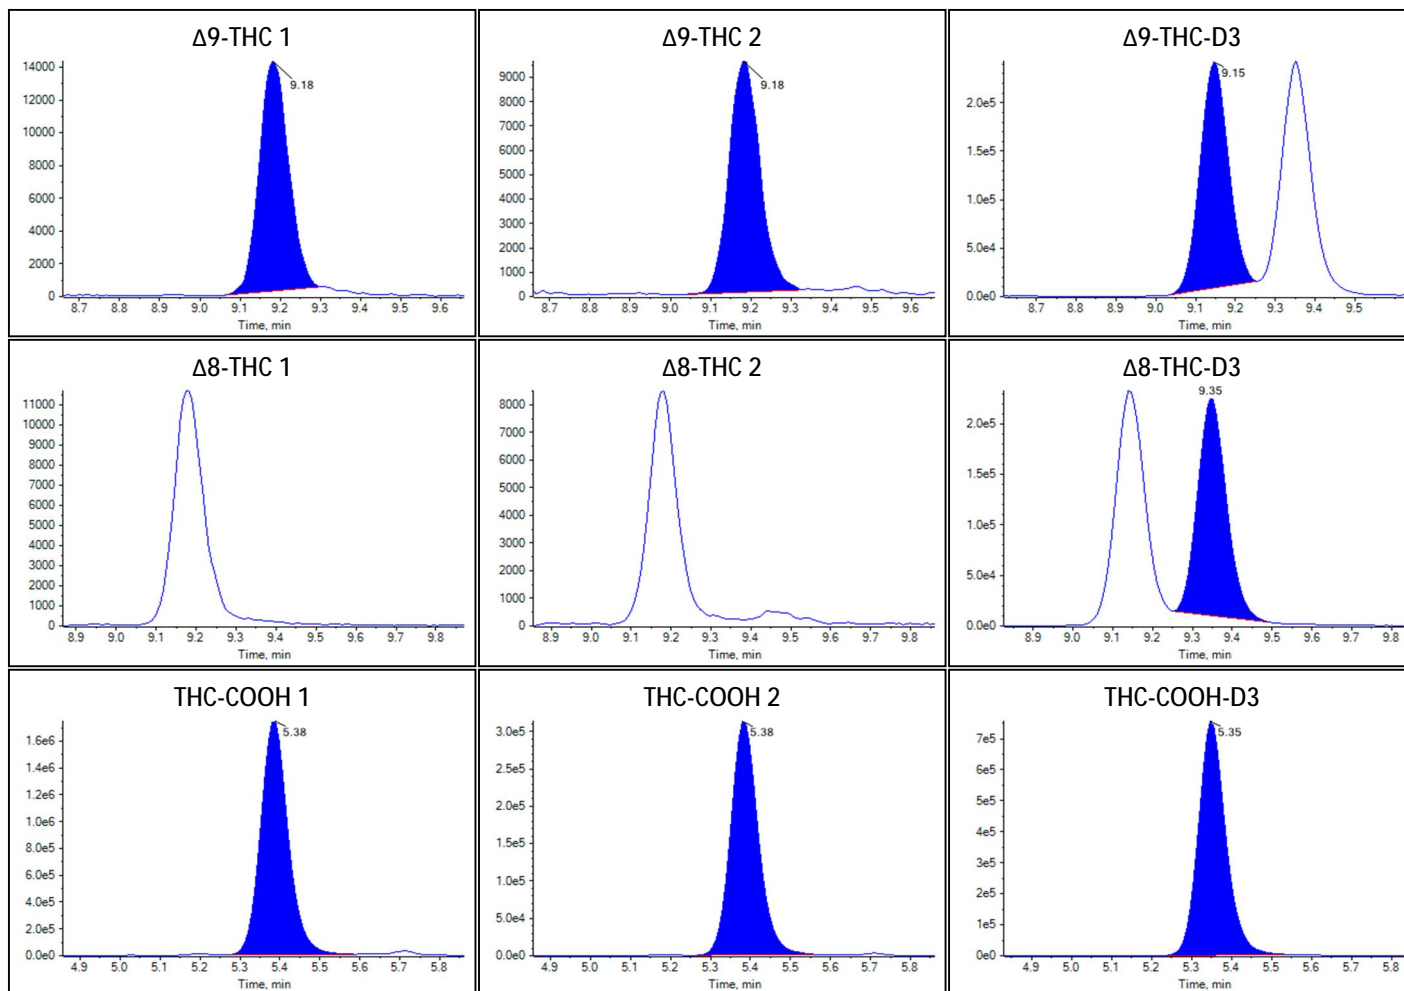 Δ9-THC 1
14000
12000
10000
8000
6000
4000
2000
0
9.18
8.7 8.8 8.9 9.0 9.1 9.2 9.3 9.4 9.5 9.6
Time, min
Δ9-THC 2
9000
8000
7000
6000
5000
4000
3000
2000
1000
0
9.18
8.7 8.8 8.9 9.0 9.1 9.2 9.3 9.4 9.5 9.6
Time, min
Δ9-THC-D3
2.0e5
1.5e5
1.0e5
5.0e4
0.0e0
9.15
8.7 8.8 8.9 9.0 9.1 9.2 9.3 9.4 9.5
Time, min
Δ8-THC 1
11000
10000
9000
8000
7000
6000
5000
4000
3000
2000
1000
0
8.9 9.0 9.1 9.2 9.3 9.4 9.5 9.6 9.7 9.8
Time, min
Δ8-THC 2
8000
7000
6000
5000
4000
3000
2000
1000
0
8.9 9.0 9.1 9.2 9.3 9.4 9.5 9.6 9.7 9.8
Time, min
Δ8-THC-D3
2.0e5
1.5e5
1.0e5
5.0e4
0.0e0
9.35
8.9 9.0 9.1 9.2 9.3 9.4 9.5 9.6 9.7 9.8
Time, min
THC-COOH 1
1.6e6
1.4e6
1.2e6
1.0e6
8.0e5
6.0e5
4.0e5
2.0e5
0.0e0
5.38
4.9 5.0 5.1 5.2 5.3 5.4 5.5 5.6 5.7 5.8
Time, min
THC-COOH 2
3.0e5
2.5e5
2.0e5
1.5e5
1.0e5
5.0e4
0.0e0
5.38
4.9 5.0 5.1 5.2 5.3 5.4 5.5 5.6 5.7 5.8
Time, min
THC-COOH-D3
7e5
6e5
5e5
4e5
3e5
2e5
1e5
0e0
5.35
4.9 5.0 5.1 5.2 5.3 5.4 5.5 5.6 5.7 5.8
Time, min